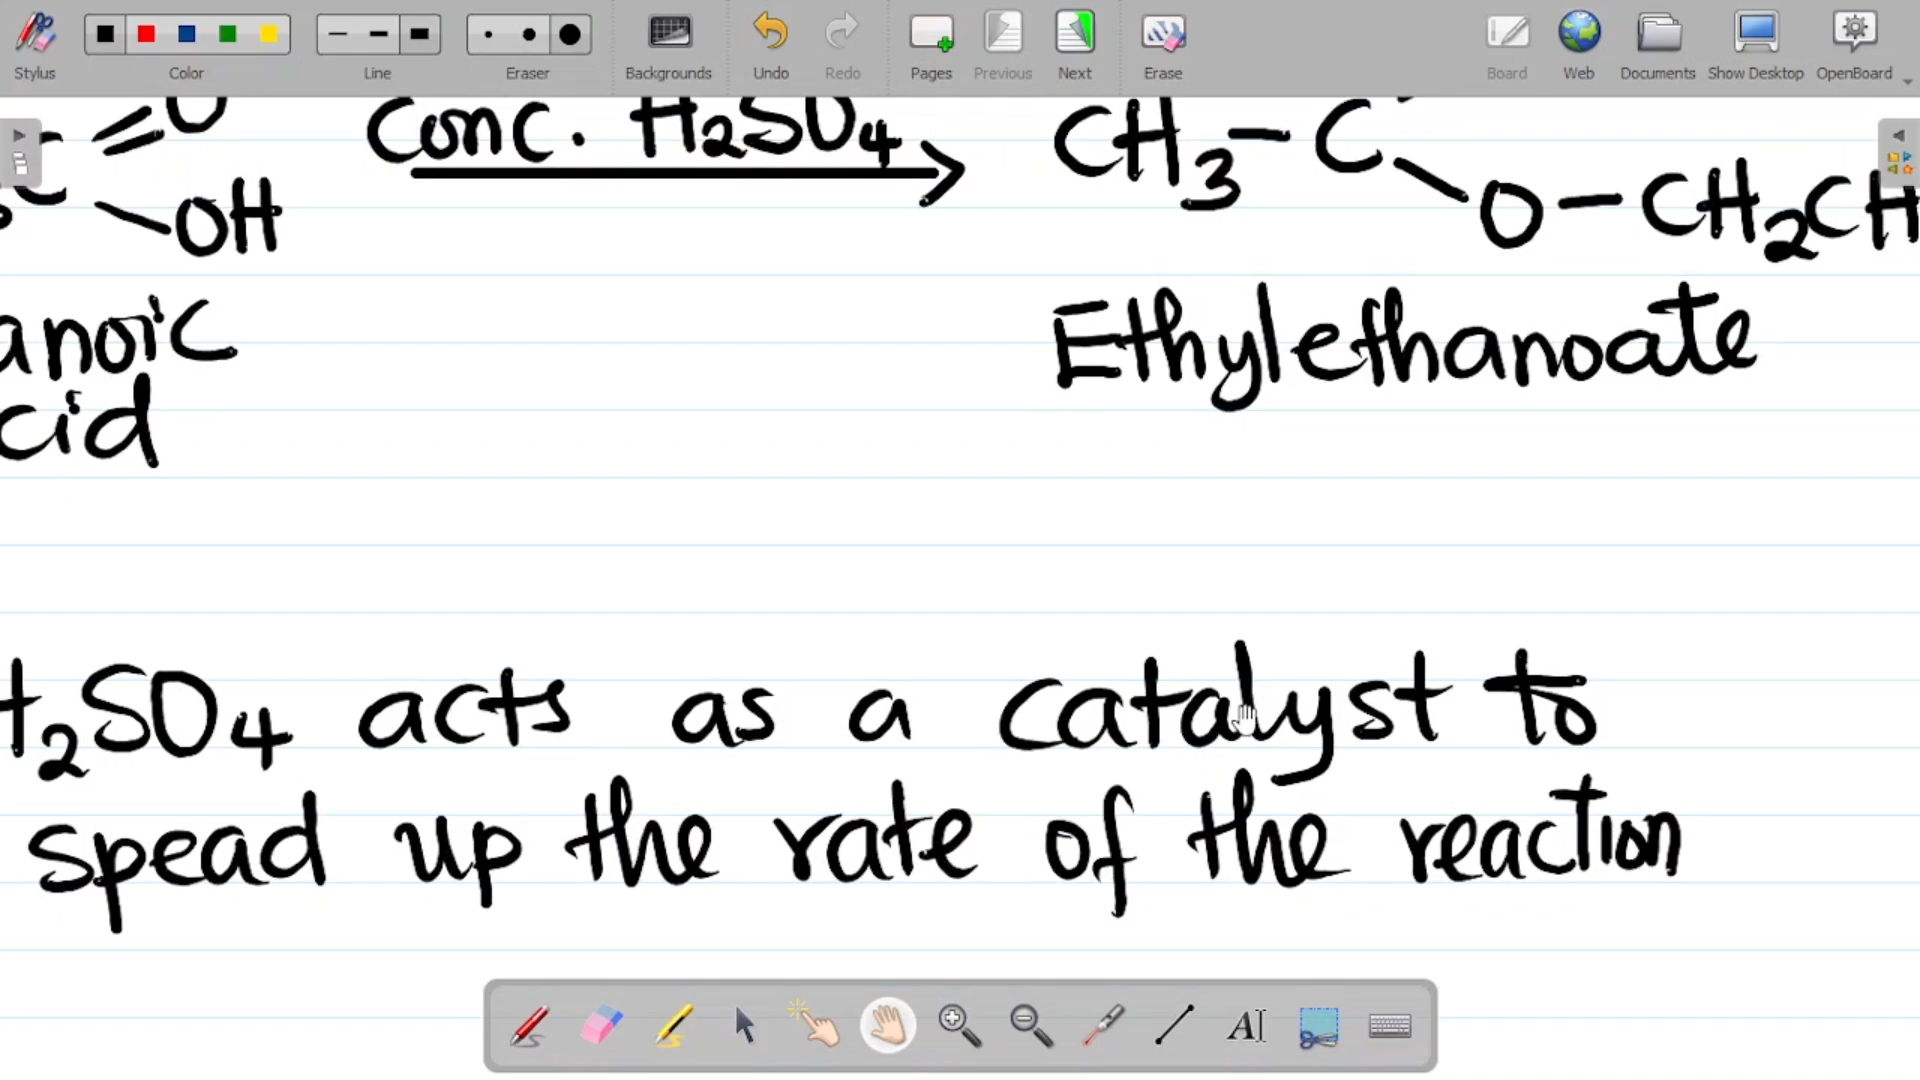 Stylus
Color
Line
Eraser
Backgrounds
Undo
Redo
Pages
Previous
Next
Erase
Board
Web
Documents
Show Desktop
OpenBoard
=O
Conc. H2SO4
CH3-C
C
OH
O-CH2CH
anoic
cid
Ethylethanoate
H2SO4 acts as a catalyst to
spead up the rate of the reaction